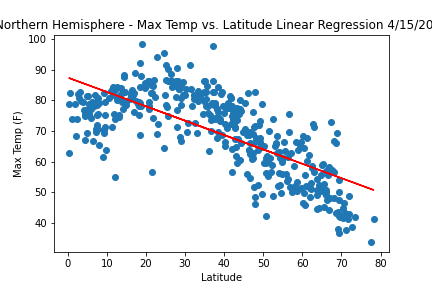 Northern Hemisphere - Max Temp vs. Latitude Linear Regression 4/15/20
100
90
80
70
60
50
40
Max Temp (F)
0 10 20 30 40 50 60 70 80
Latitude